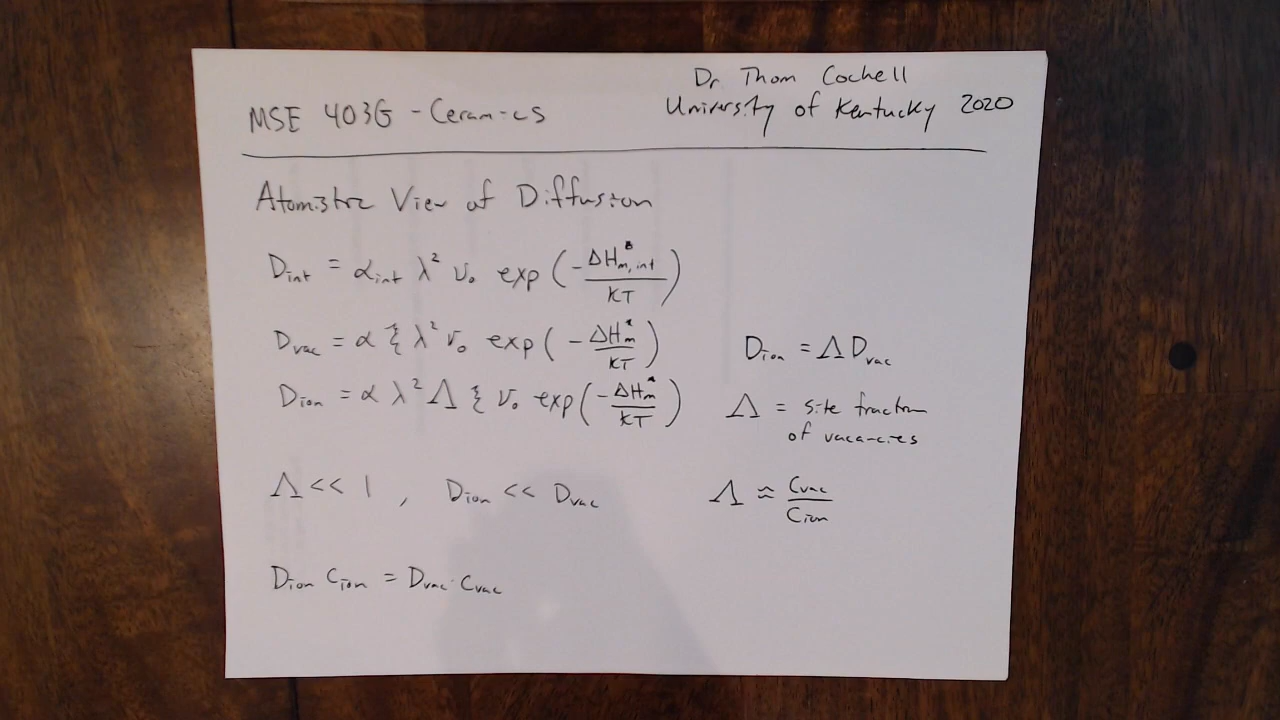 Dr Thom Cochell
MSE 403G - Ceramics
University of Kentucky 2020
Atomistic View of Diffusion
D_int = α_int λ² ν₀ exp(-ΔH*_m,int / kT)
D_vac = α ξ λ² ν₀ exp(-ΔH*_m / kT)
D_ion = Λ D_vac
D_ion = α λ² Λ ξ ν₀ exp(-ΔH*_m / kT)
Λ = site fraction
of vacancies
Λ << 1 , D_ion << D_vac
Λ ≈ C_vac / C_ion
D_ion C_ion = D_vac · C_vac